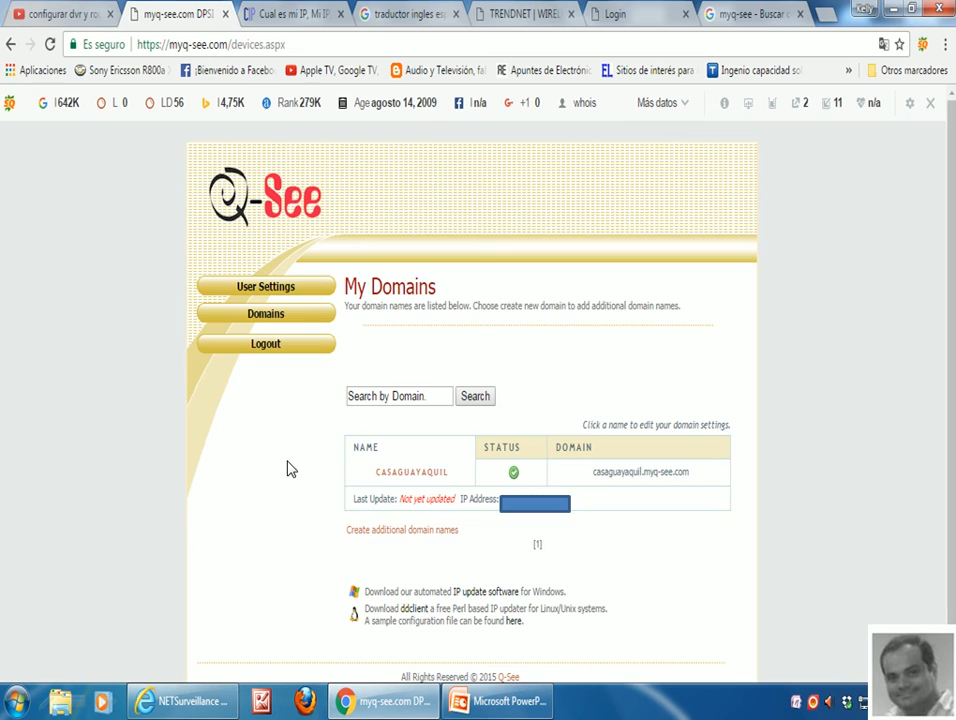 configurar dvr y ro
myq-see.com DPS
Cual es mi IP, Mi IP
traductor ingles es
TRENDNET | WIREL
Login
myq-see - Buscar c
Kelly
Es seguro
https://myq-see.com/devices.aspx
Aplicaciones
Sony Ericsson R800a
¡Bienvenido a Facebo
Apple TV, Google TV,
Audio y Televisión, fal
Apuntes de Electrónic
Sitios de interés para
Ingenio capacidad sol
»
Otros marcadores
I 642K
L 0
LD 56
I 4,75K
Rank 279K
Age agosto 14, 2009
l n/a
+1 0
whois
Más datos
2
11
n/a
Q-See
User Settings
Domains
Logout
My Domains
Your domain names are listed below. Choose create new domain to add additional domain names.
Search by Domain.
Search
Click a name to edit your domain settings.
NAME
STATUS
DOMAIN
CASAGUAYAQUIL
casaguayaquil.myq-see.com
Last Update: Not yet updated IP Address:
Create additional domain names
[1]
Download our automated IP update software for Windows.
Download ddclient a free Perl based IP updater for Linux/Unix systems.
A sample configuration file can be found here.
All Rights Reserved © 2015 Q-See
NETSurveillance ...
myq-see.com DP...
Microsoft PowerP...